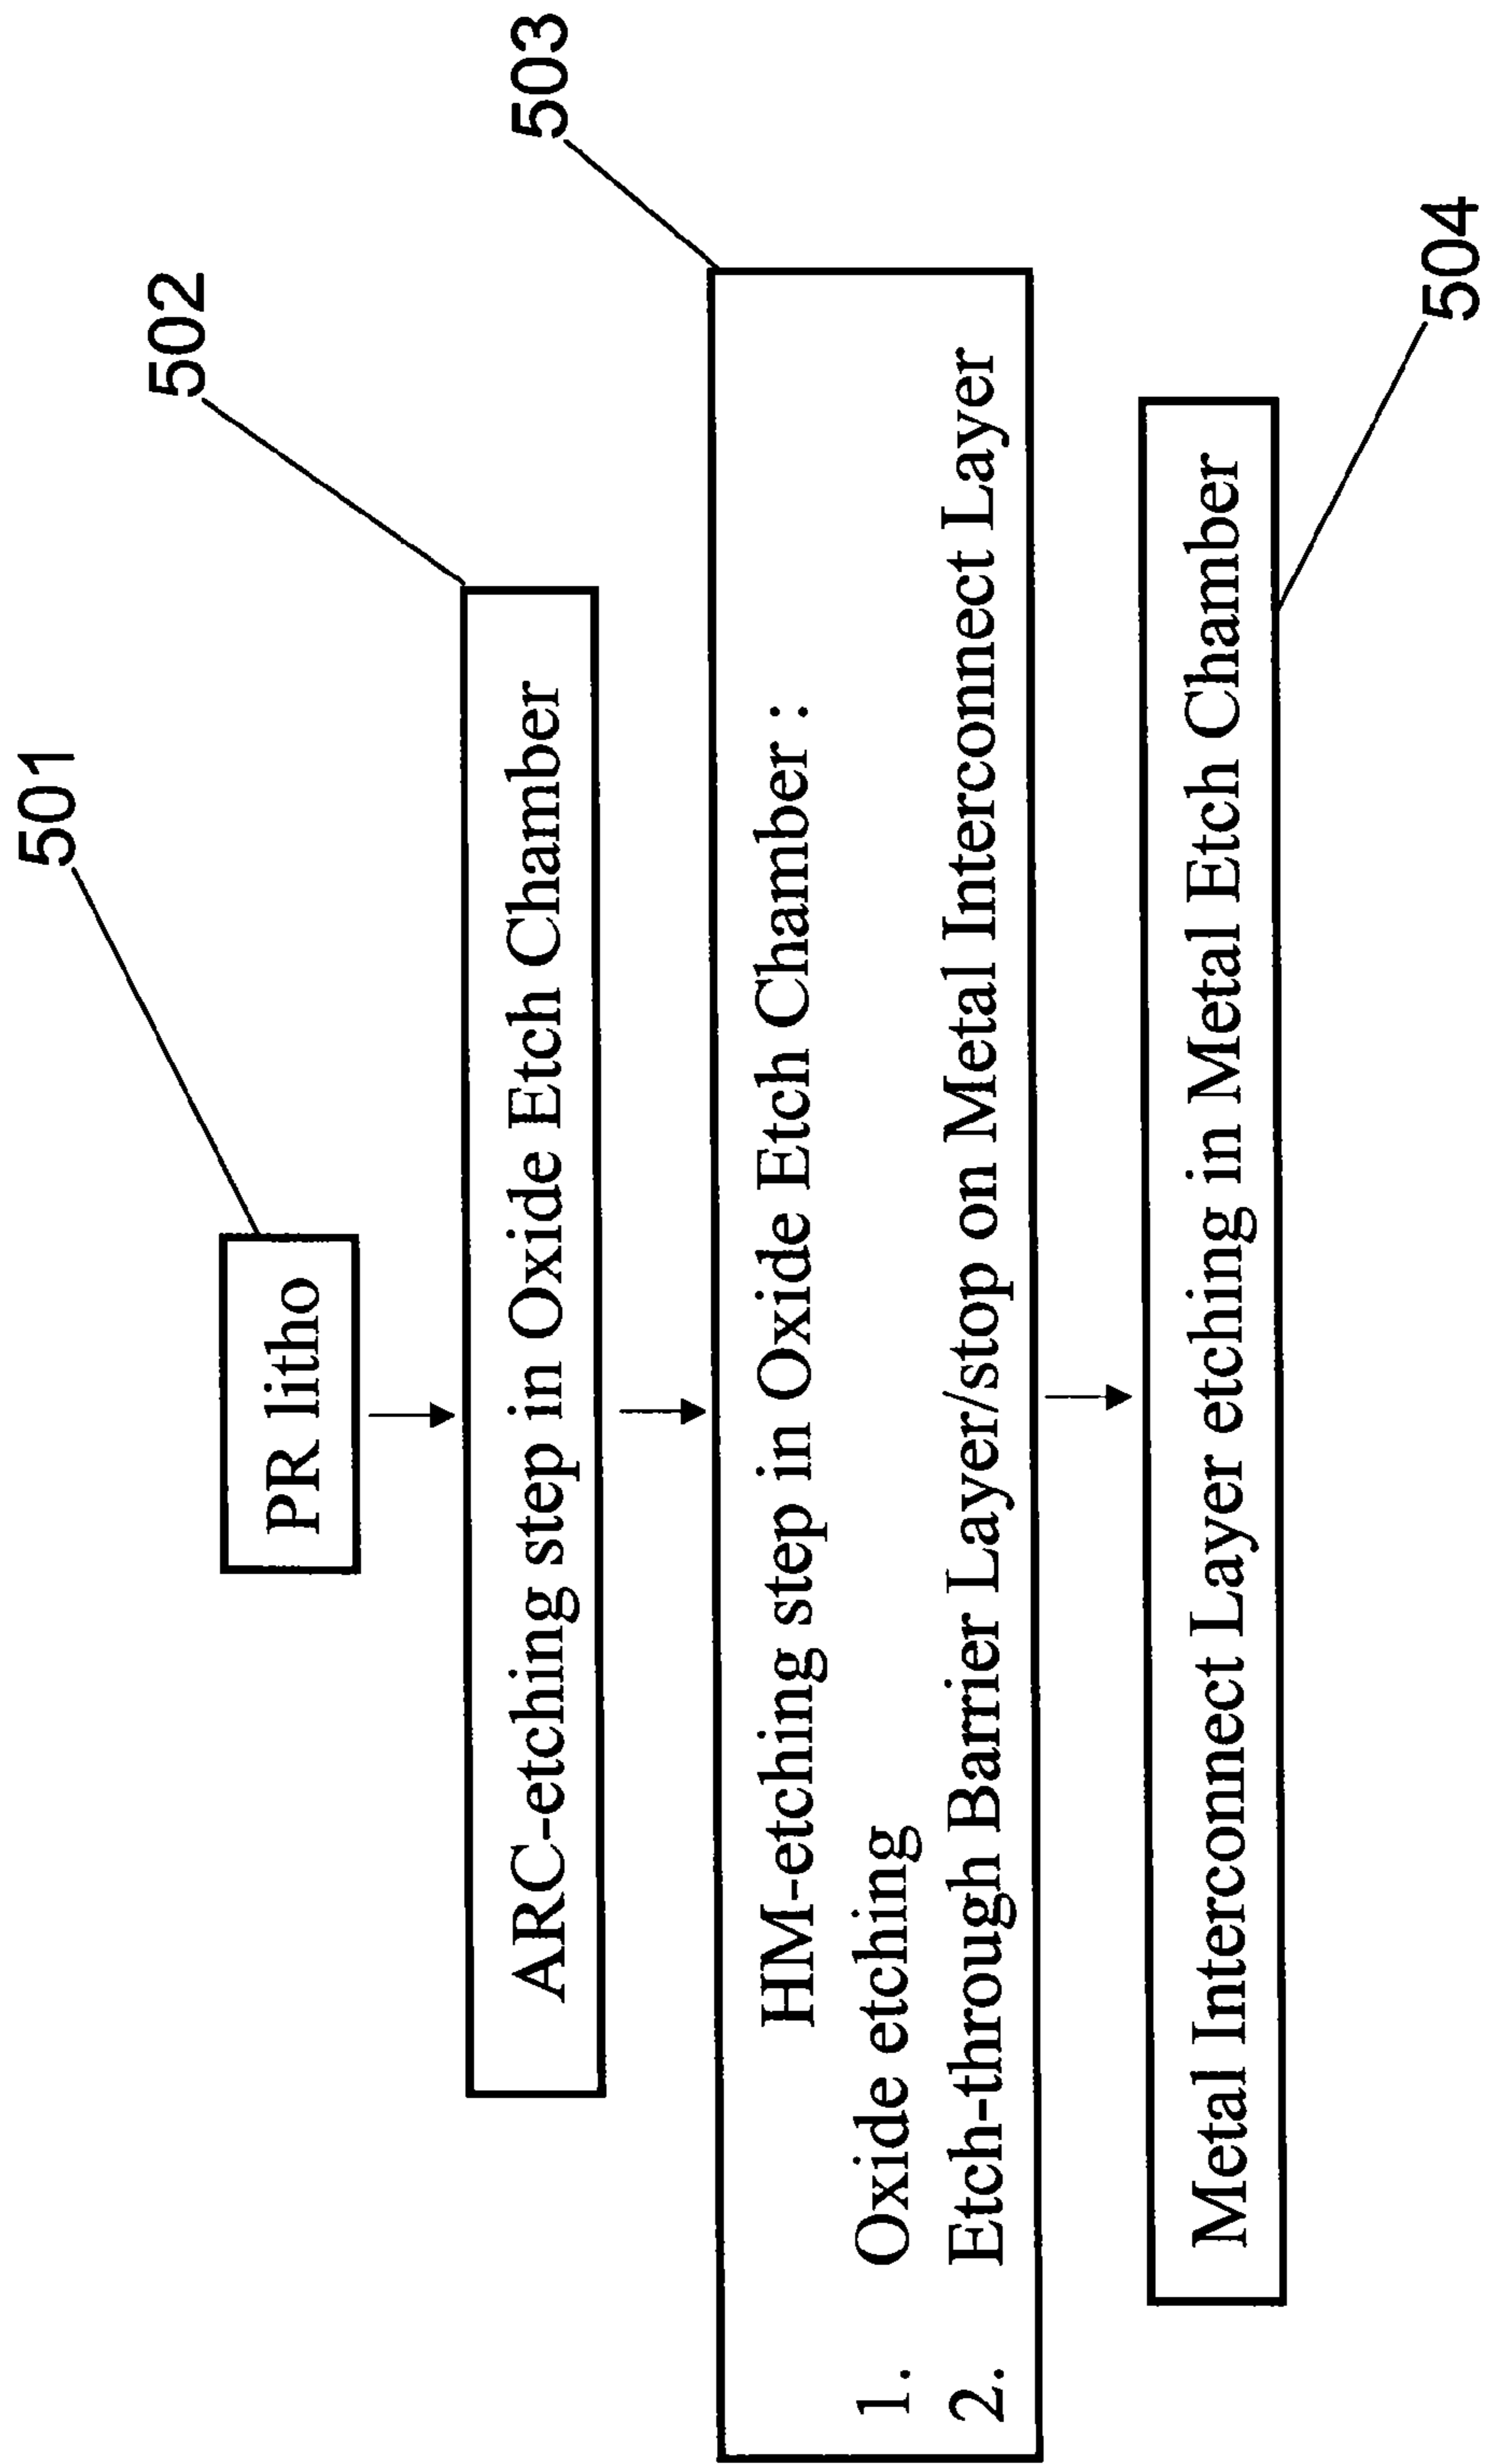 501
PR litho
502
ARC-etching step in Oxide Etch Chamber
503
HM-etching step in Oxide Etch Chamber :
1. Oxide etching
2. Etch-through Barrier Layer/stop on Metal Interconnect Layer
504
Metal Interconnect Layer etching in Metal Etch Chamber